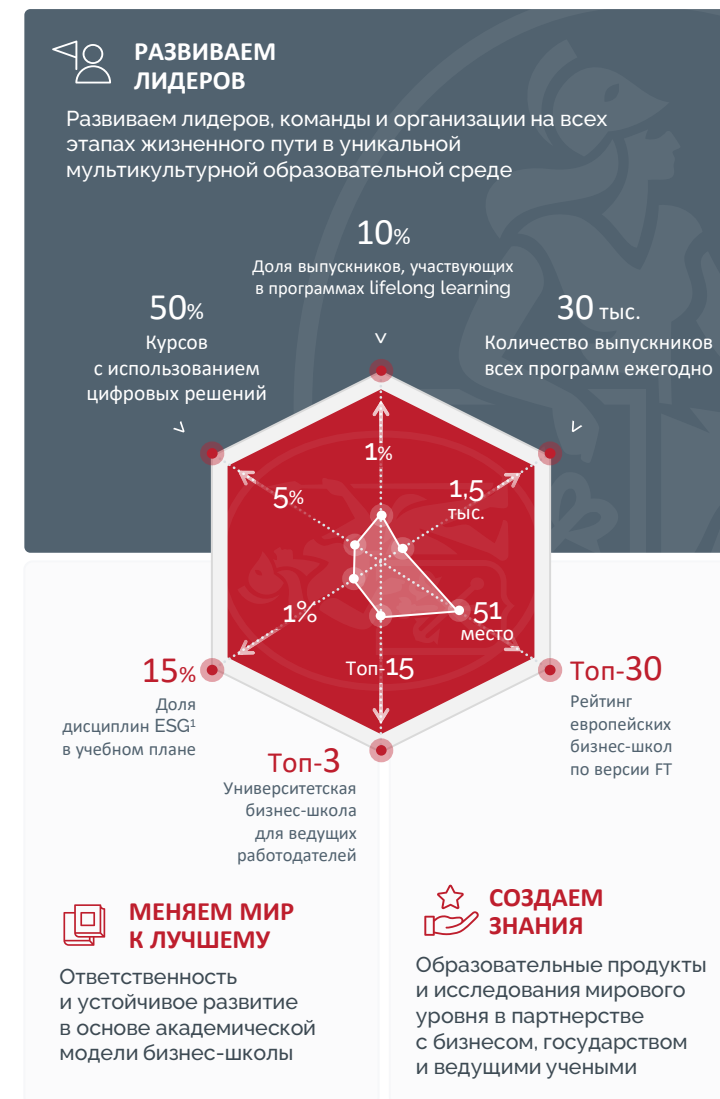 РАЗВИВАЕМ
ЛИДЕРОВ
Развиваем лидеров, команды и организации на всех
этапах жизненного пути в уникальной
мультикультурной образовательной среде
10%
Доля выпускников, участвующих
в программах lifelong learning
50%
Курсов
с использованием
цифровых решений
30 тыс.
Количество выпускников
всех программ ежегодно
1%
5%
1,5
тыс.
1%
51
место
Топ-15
15%
Доля
дисциплин ESG¹
в учебном плане
Топ-30
Рейтинг
европейских
бизнес-школ
по версии FT
Топ-3
Университетская
бизнес-школа
для ведущих
работодателей
МЕНЯЕМ МИР
К ЛУЧШЕМУ
Ответственность
и устойчивое развитие
в основе академической
модели бизнес-школы
СОЗДАЕМ
ЗНАНИЯ
Образовательные продукты
и исследования мирового
уровня в партнерстве
с бизнесом, государством
и ведущими учеными